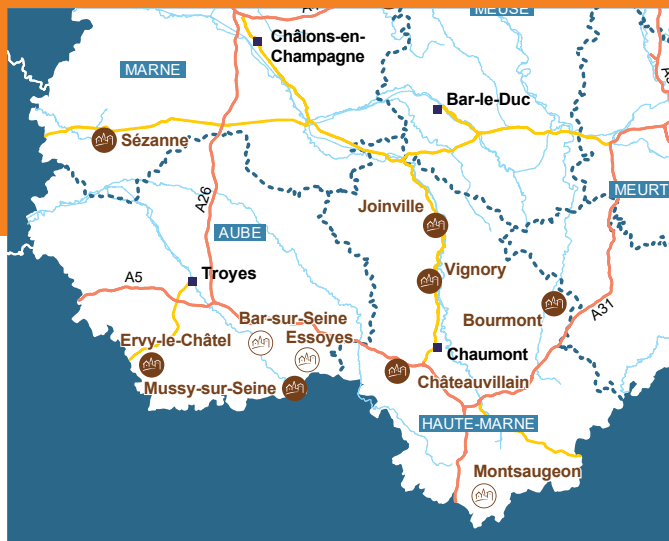 MEUSE
Châlons-en-
Champagne
MARNE
Bar-le-Duc
Sézanne
MEURT
A26
Joinville
AUBE
Troyes
A5
Vignory
Bourmont
A31
Bar-sur-Seine
Ervy-le-Châtel
Essoyes
Chaumont
Mussy-sur-Seine
Châteauvillain
HAUTE-MARNE
Montsaugeon